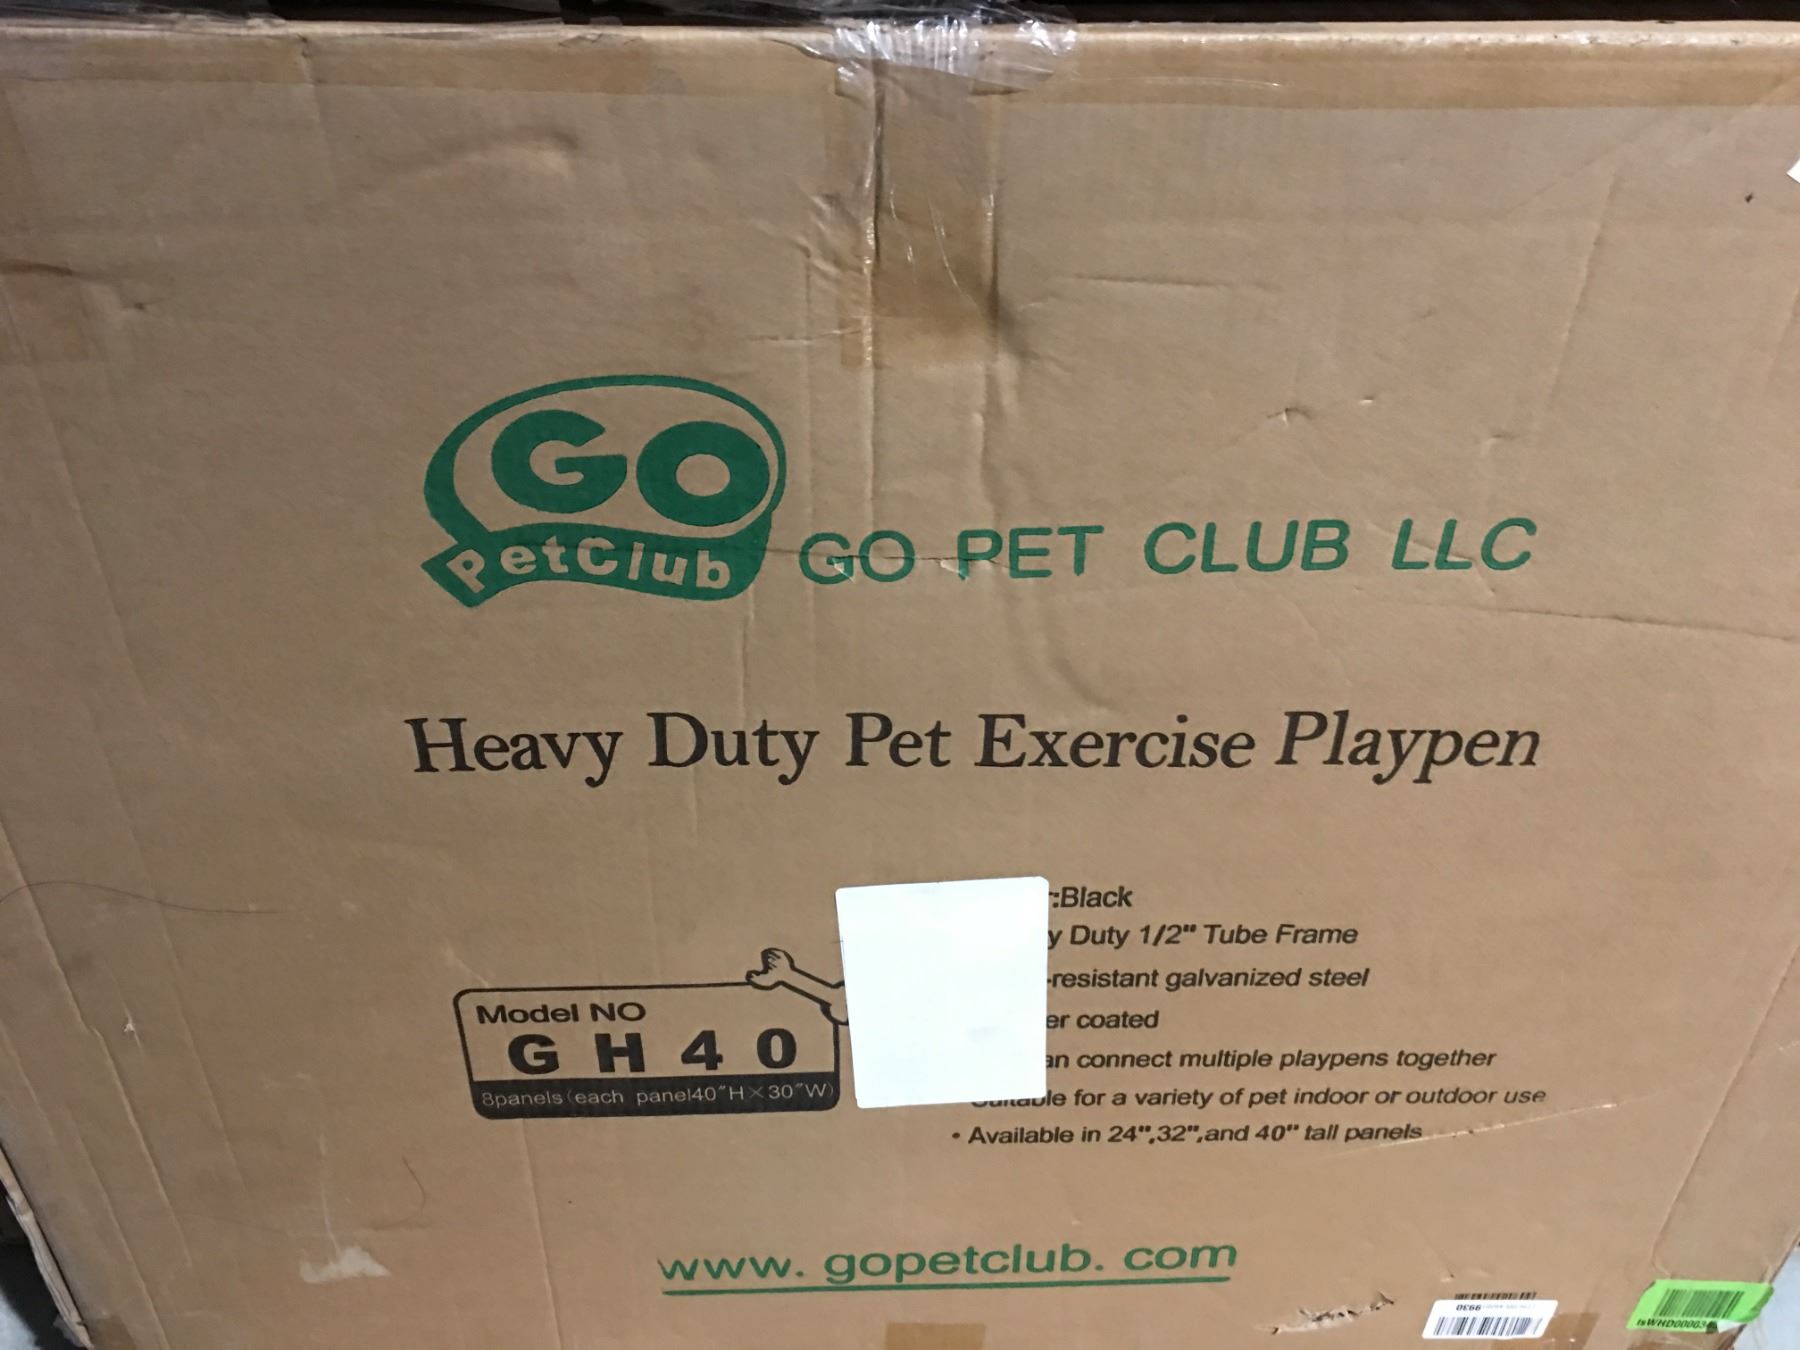 GO
PetClub
GO PET CLUB LLC
Heavy Duty Pet Exercise Playpen
:Black
y Duty 1/2" Tube Frame
-resistant galvanized steel
er coated
an connect multiple playpens together
Suitable for a variety of pet indoor or outdoor use
• Available in 24",32",and 40" tall panels
Model NO
GH40
8panels(each panel40"H×30"W)
www.gopetclub.com
9930